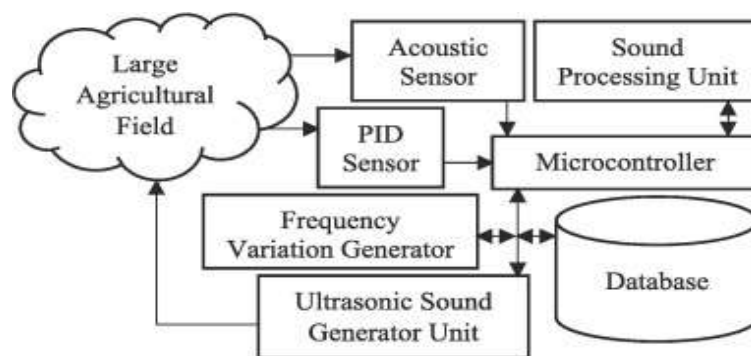 Large
Agricultural
Field
Acoustic
Sensor
Sound
Processing Unit
PID
Sensor
Microcontroller
Frequency
Variation Generator
Database
Ultrasonic Sound
Generator Unit